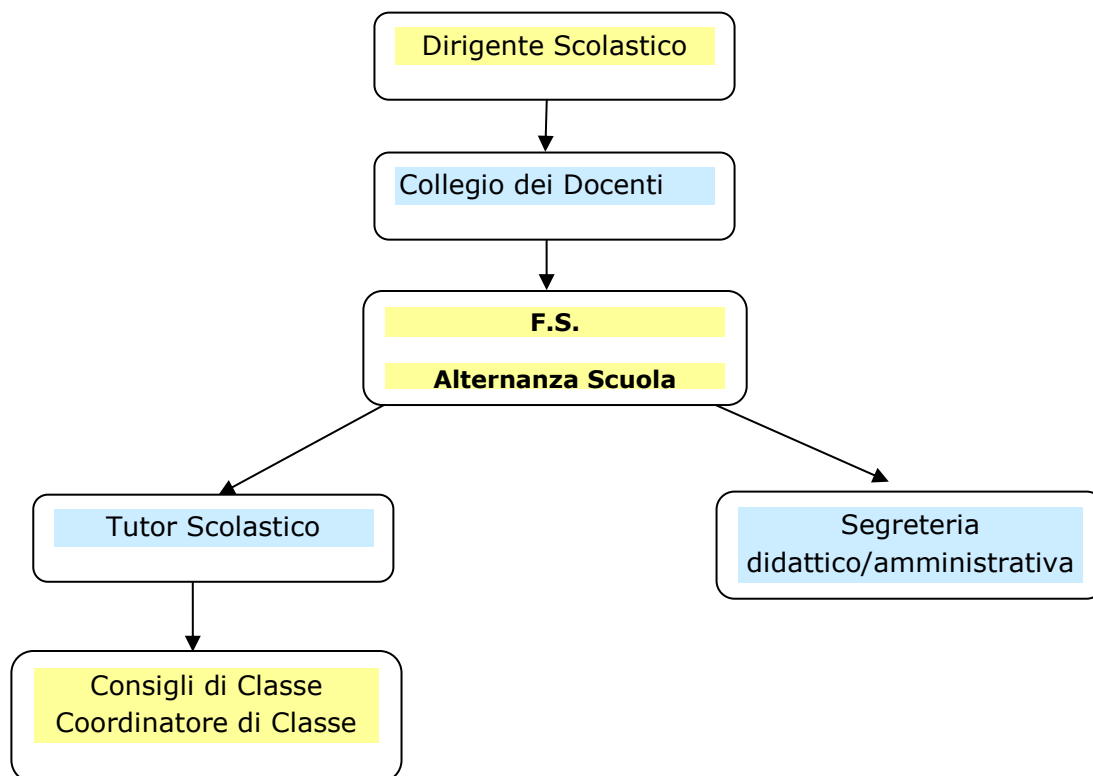 Dirigente Scolastico
Collegio dei Docenti
F.S.
Alternanza Scuola
Tutor Scolastico
Segreteria
didattico/amministrativa
Consigli di Classe
Coordinatore di Classe